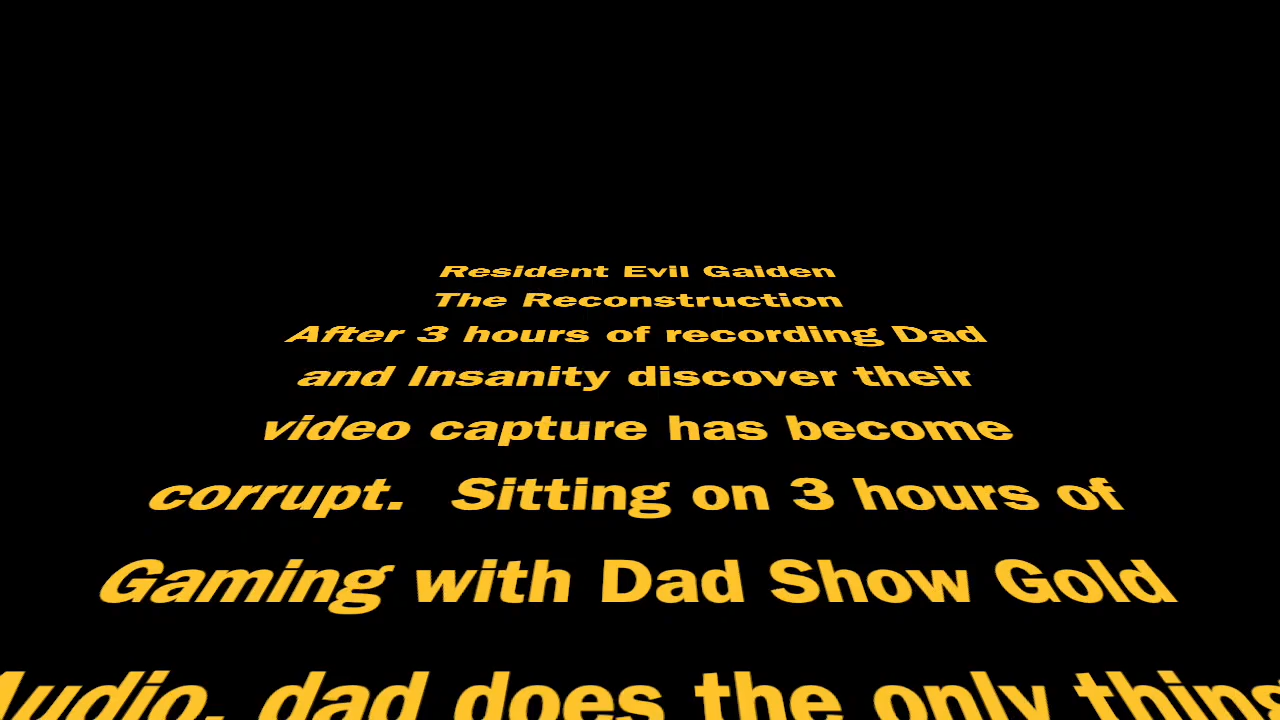 Resident Evil Gaiden
The Reconstruction
After 3 hours of recording Dad
and Insanity discover their
video capture has become
corrupt.  Sitting on 3 hours of
Gaming with Dad Show Gold
Audio, dad does the only thing